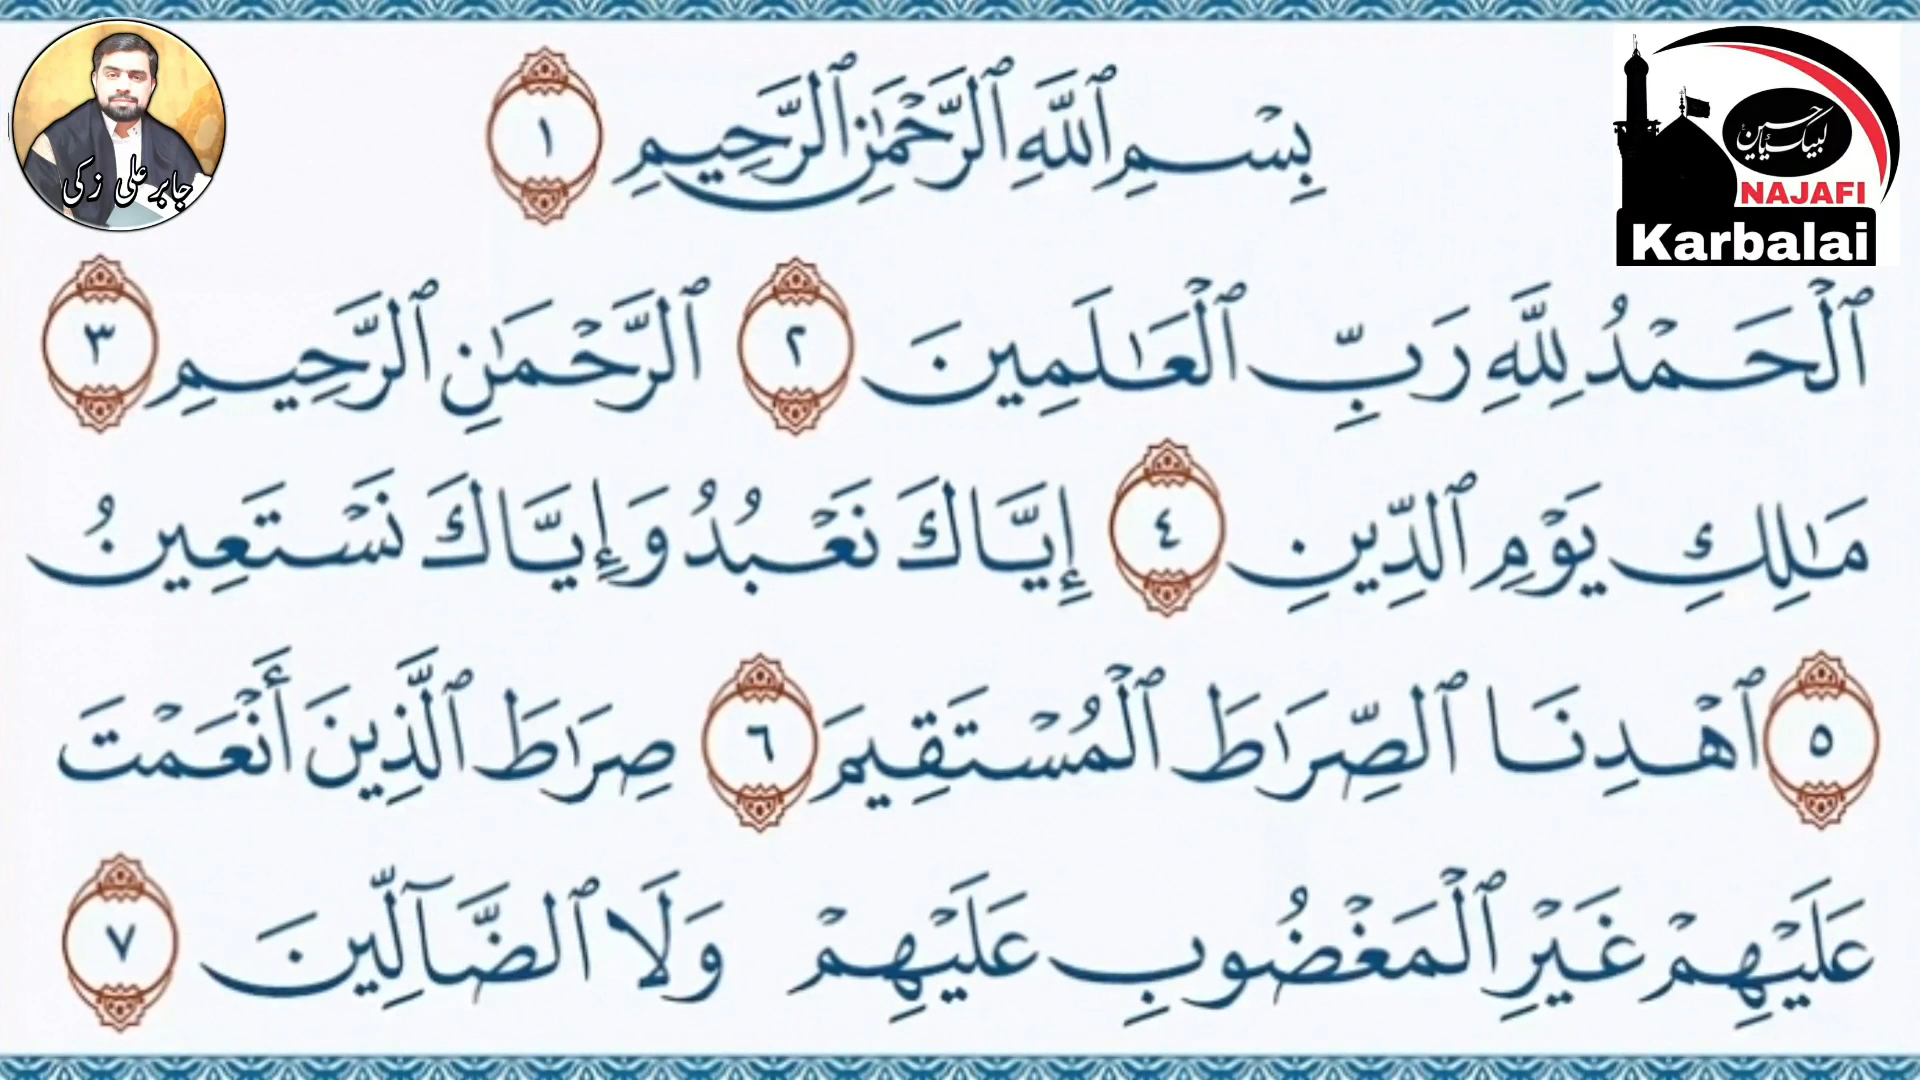 جابر علی زکی
لبیک یا حسین
NAJAFI
Karbalai
بِسْمِ ٱللَّهِ ٱلرَّحْمَـٰنِ ٱلرَّحِيمِ ١
ٱلْحَمْدُ لِلَّهِ رَبِّ ٱلْعَـٰلَمِينَ ٢ ٱلرَّحْمَـٰنِ ٱلرَّحِيمِ ٣
مَـٰلِكِ يَوْمِ ٱلدِّينِ ٤ إِيَّاكَ نَعْبُدُ وَإِيَّاكَ نَسْتَعِينُ
٥ ٱهْدِنَا ٱلصِّرَٰطَ ٱلْمُسْتَقِيمَ ٦ صِرَٰطَ ٱلَّذِينَ أَنْعَمْتَ
عَلَيْهِمْ غَيْرِ ٱلْمَغْضُوبِ عَلَيْهِمْ وَلَا ٱلضَّآلِّينَ ٧